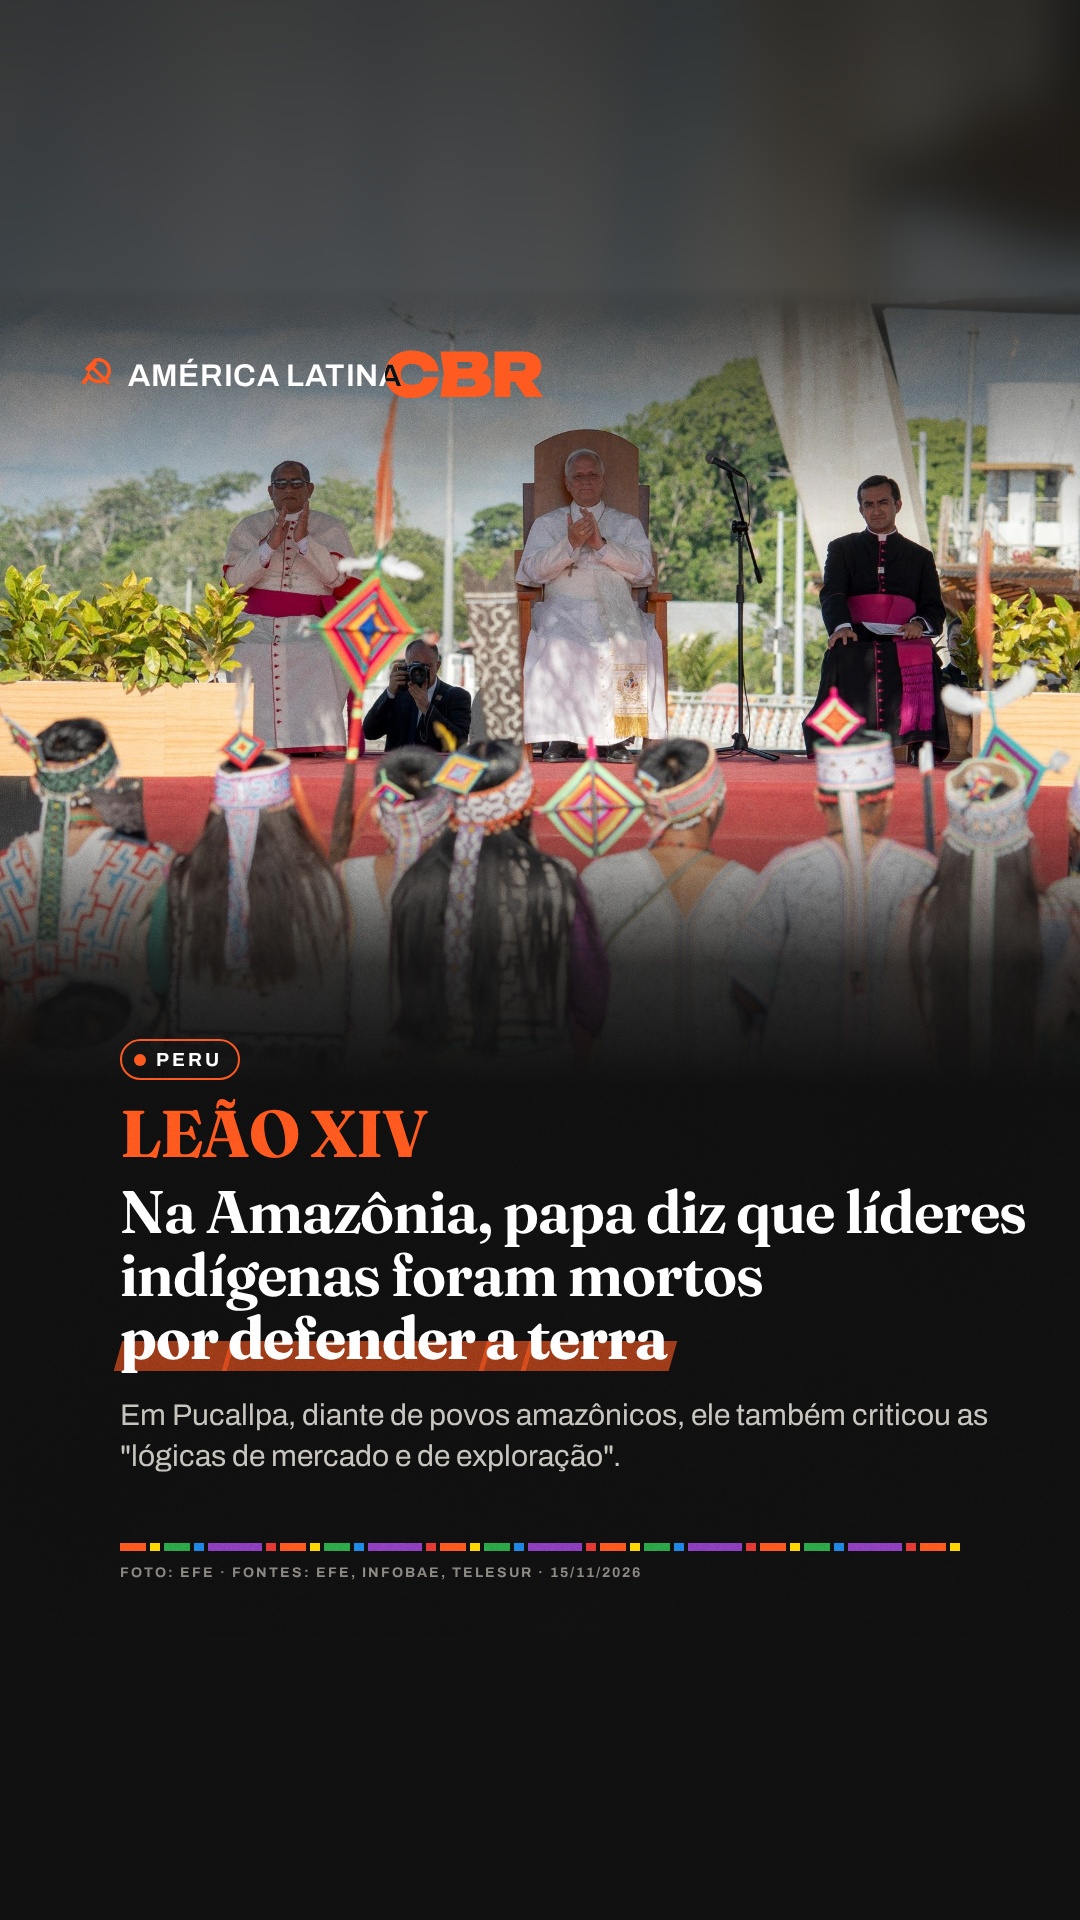 AMÉRICA LATINA CBR
PERU
LEÃO XIV
Na Amazônia, papa diz que líderes
indígenas foram mortos
por defender a terra
Em Pucallpa, diante de povos amazônicos, ele também criticou as
"lógicas de mercado e de exploração".
FOTO: EFE · FONTES: EFE, INFOBAE, TELESUR · 15/11/2026